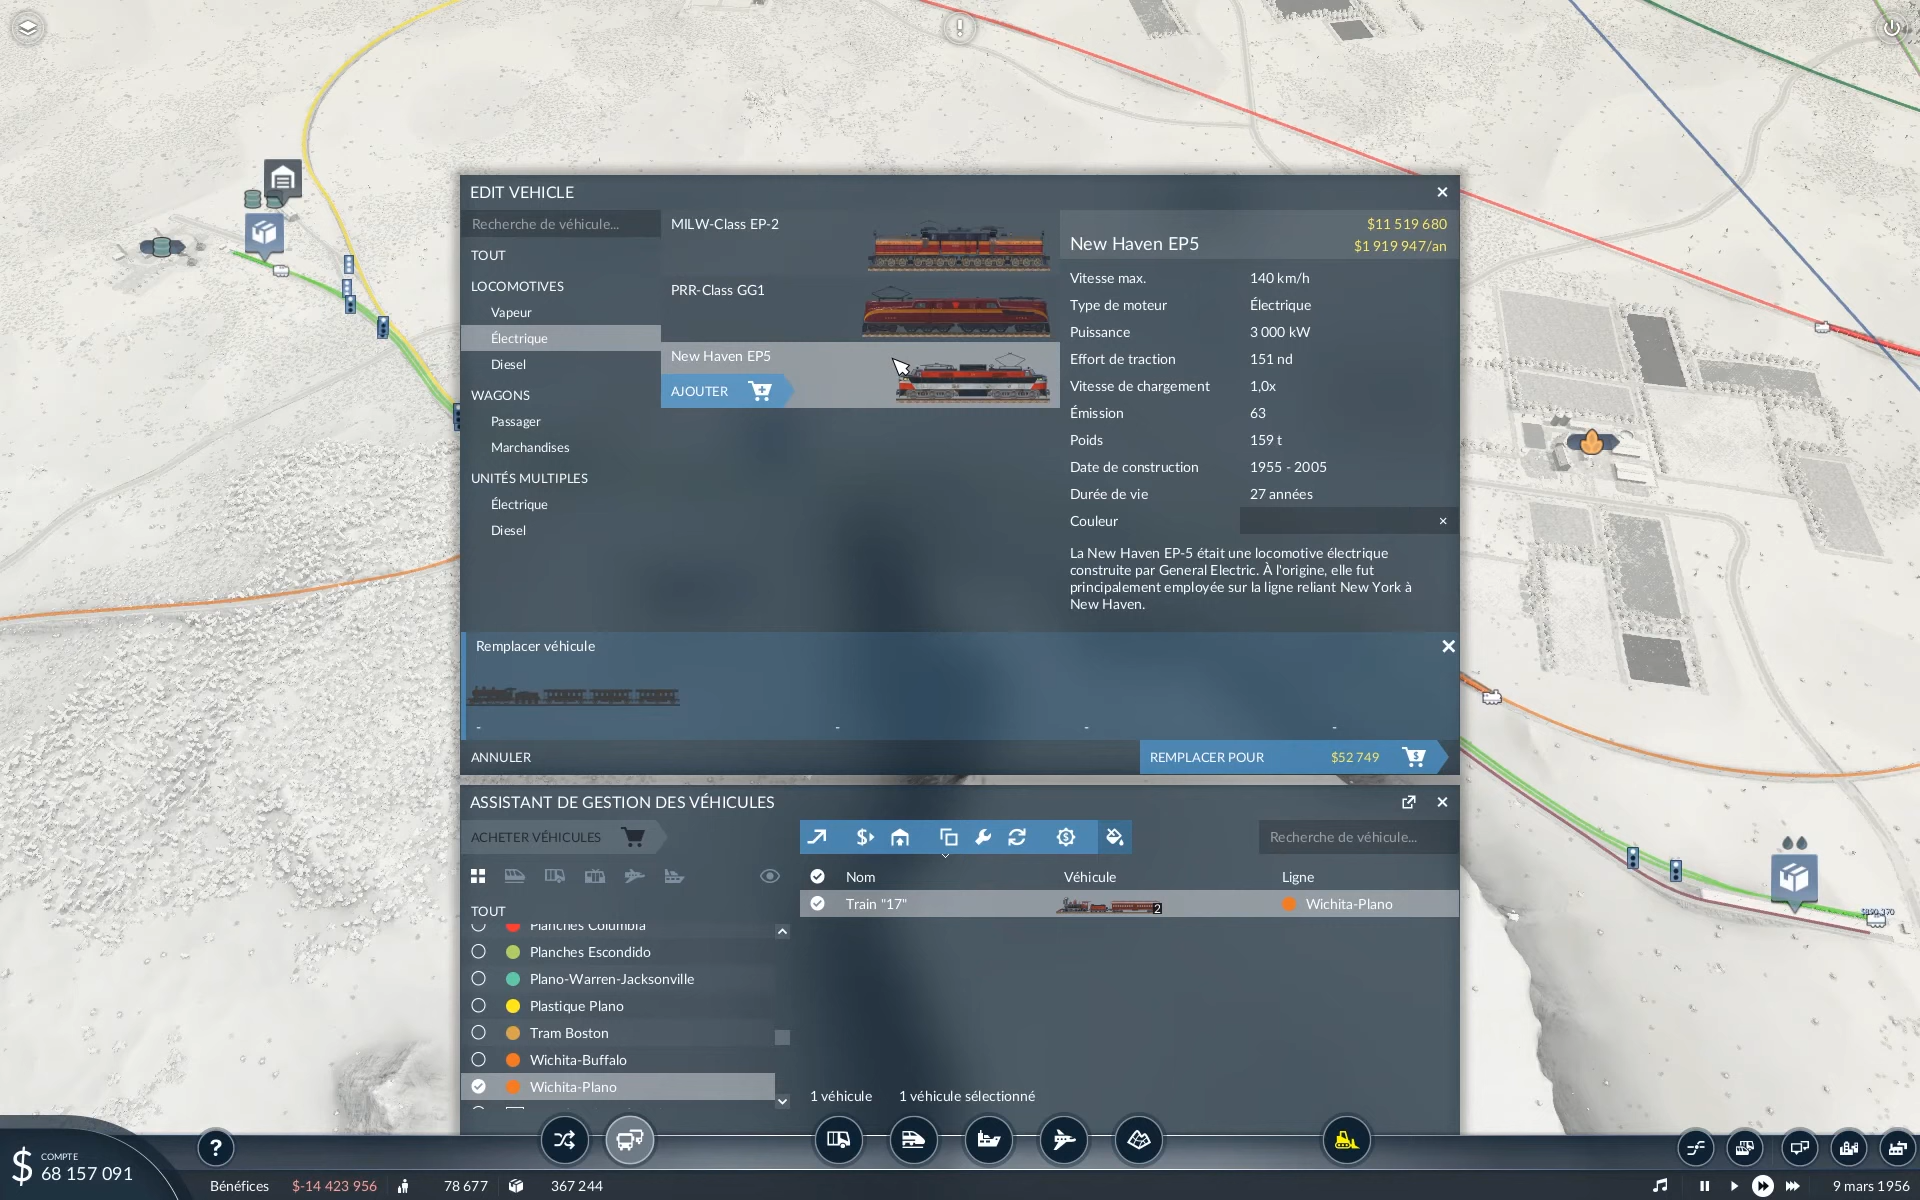 EDIT VEHICLE
Recherche de véhicule...
TOUT
LOCOMOTIVES
Vapeur
Électrique
Diesel
WAGONS
Passager
Marchandises
UNITÉS MULTIPLES
Électrique
Diesel
MILW-Class EP-2
PRR-Class GG1
New Haven EP5
AJOUTER
$11 519 680
New Haven EP5
$1 919 947/an
Vitesse max. 140 km/h
Type de moteur Électrique
Puissance 3 000 kW
Effort de traction 151 nd
Vitesse de chargement 1,0x
Émission 63
Poids 159 t
Date de construction 1955 - 2005
Durée de vie 27 années
Couleur
La New Haven EP-5 était une locomotive électrique
construite par General Electric. À l'origine, elle fut
principalement employée sur la ligne reliant New York à
New Haven.
Remplacer véhicule
- - - -
ANNULER
REMPLACER POUR $52 749
ASSISTANT DE GESTION DES VÉHICULES
ACHETER VÉHICULES
Recherche de véhicule...
TOUT
Planches Columbia
Planches Escondido
Plano-Warren-Jacksonville
Plastique Plano
Tram Boston
Wichita-Buffalo
Wichita-Plano
Nom Véhicule Ligne
Train "17" 2 Wichita-Plano
1 véhicule 1 véhicule sélectionné
?
$ COMPTE
68 157 091
Bénéfices $-14 423 956 78 677 367 244
9 mars 1956